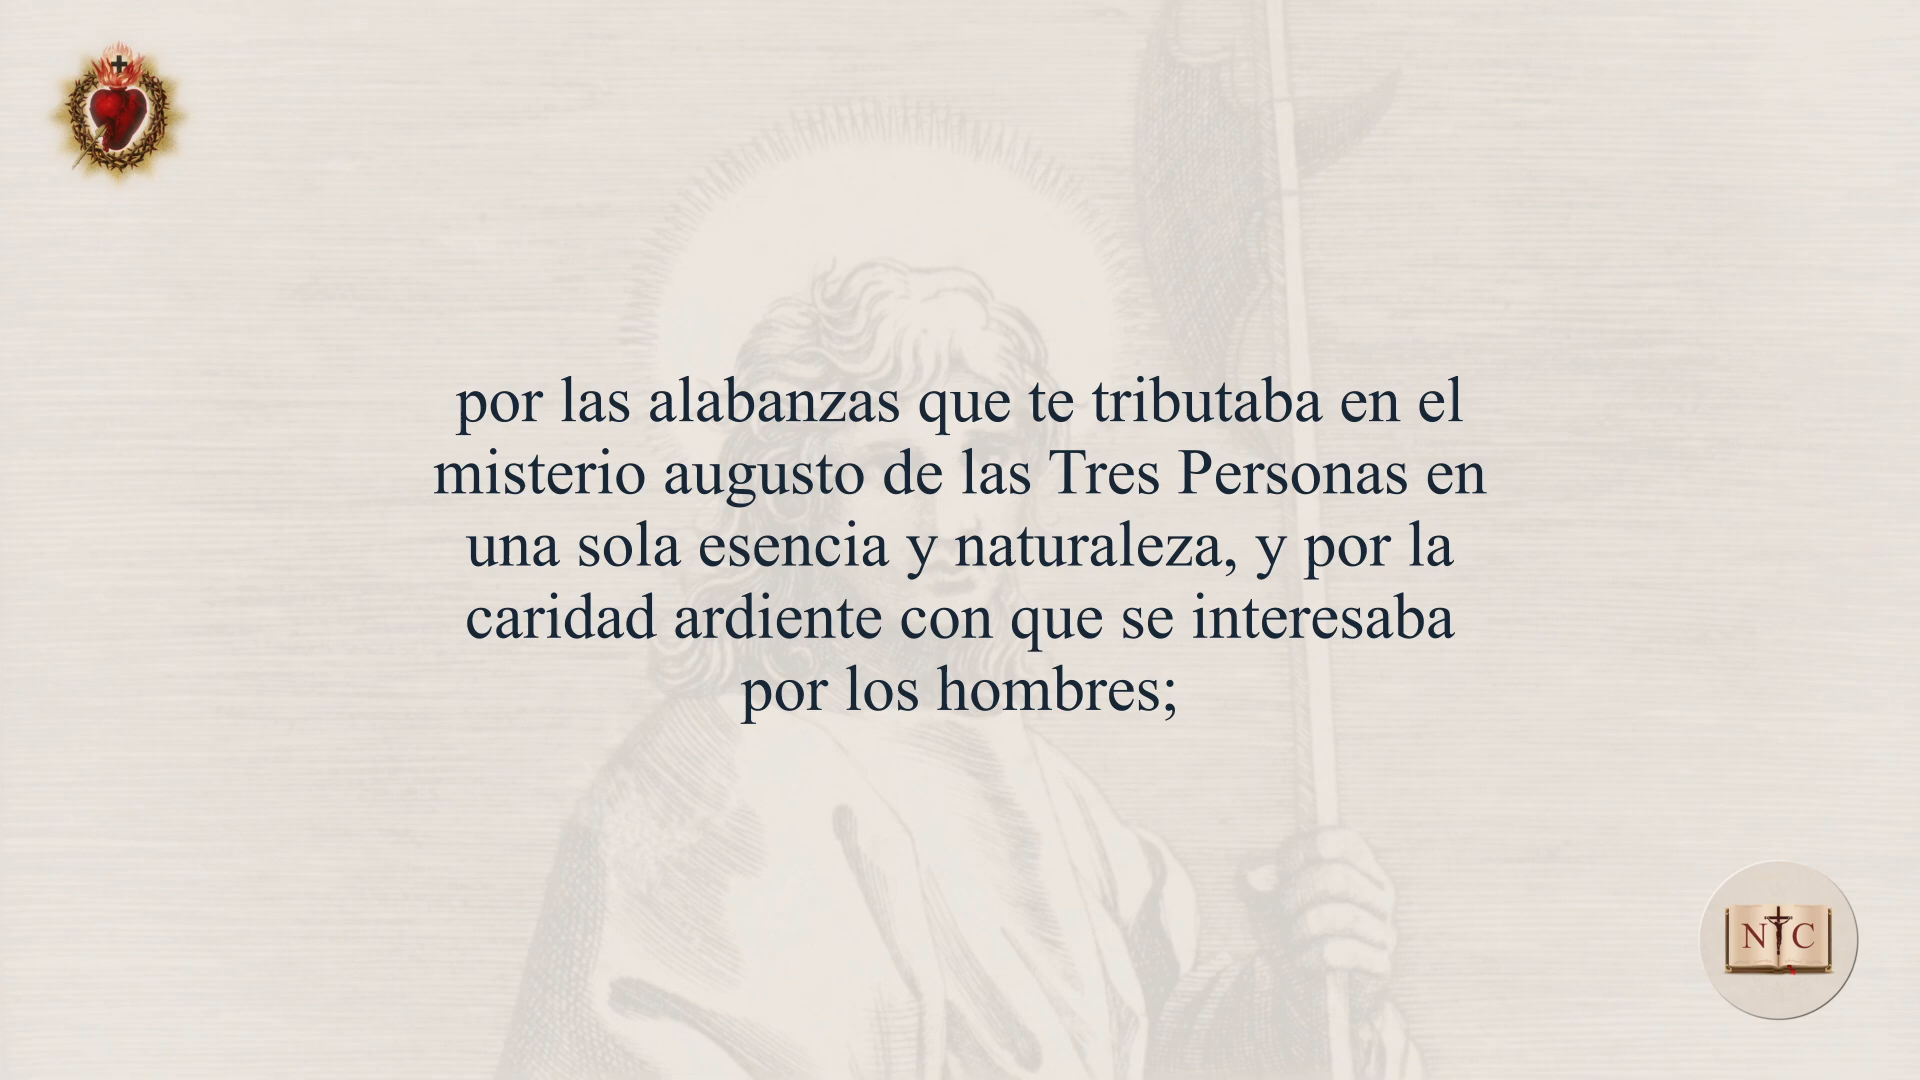 por las alabanzas que te tributaba en el
misterio augusto de las Tres Personas en
una sola esencia y naturaleza, y por la
caridad ardiente con que se interesaba
por los hombres;
N C